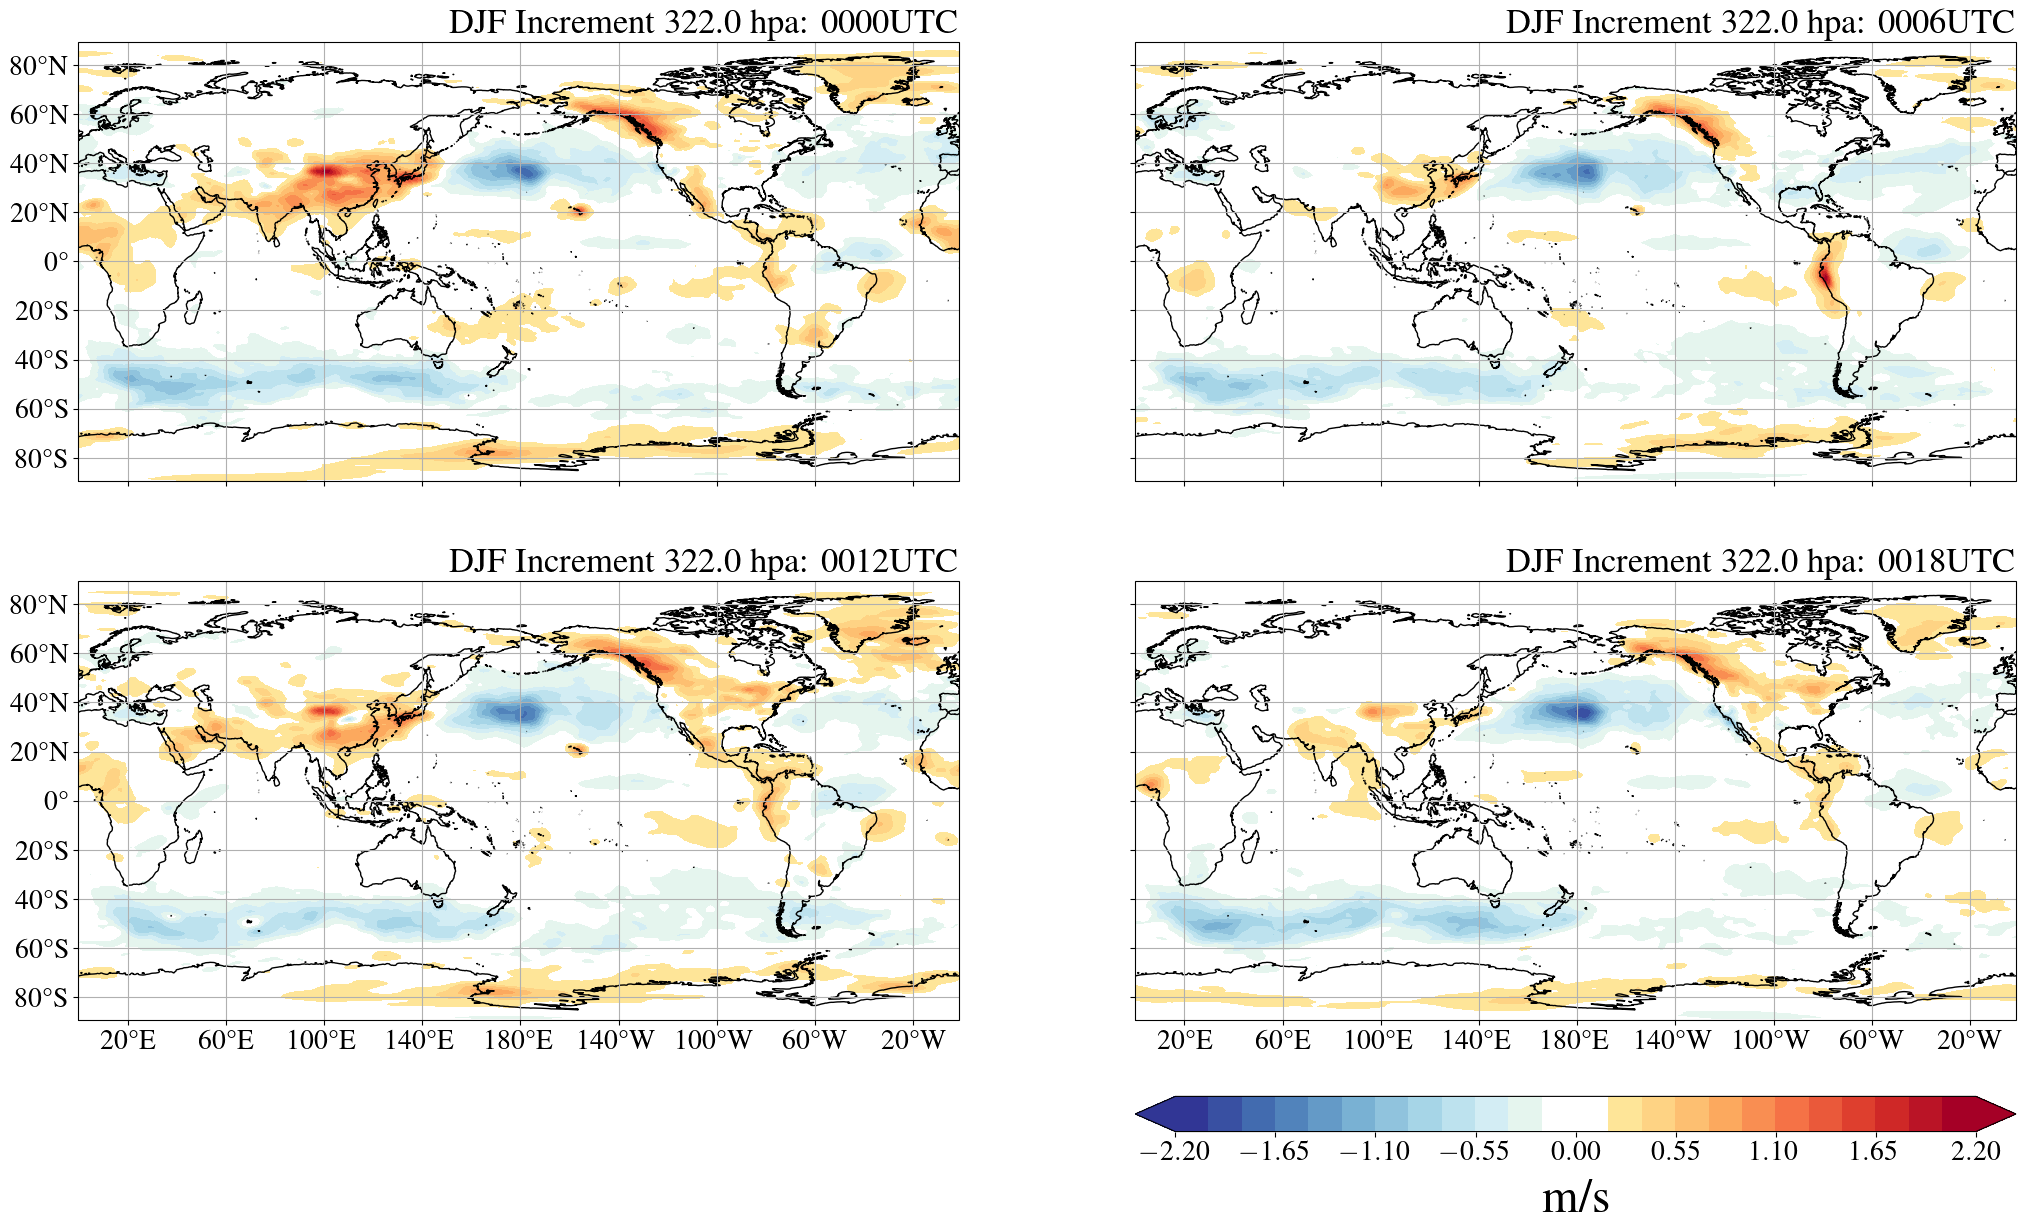 DJF Increment 322.0 hpa: 0000UTC
DJF Increment 322.0 hpa: 0006UTC
80°N
60°N
40°N
20°N
0°
20°S
40°S
60°S
80°S
DJF Increment 322.0 hpa: 0012UTC
DJF Increment 322.0 hpa: 0018UTC
80°N
60°N
40°N
20°N
0°
20°S
40°S
60°S
80°S
20°E 60°E 100°E 140°E 180°E 140°W 100°W 60°W 20°W
20°E 60°E 100°E 140°E 180°E 140°W 100°W 60°W 20°W
−2.20 −1.65 −1.10 −0.55 0.00 0.55 1.10 1.65 2.20
m/s